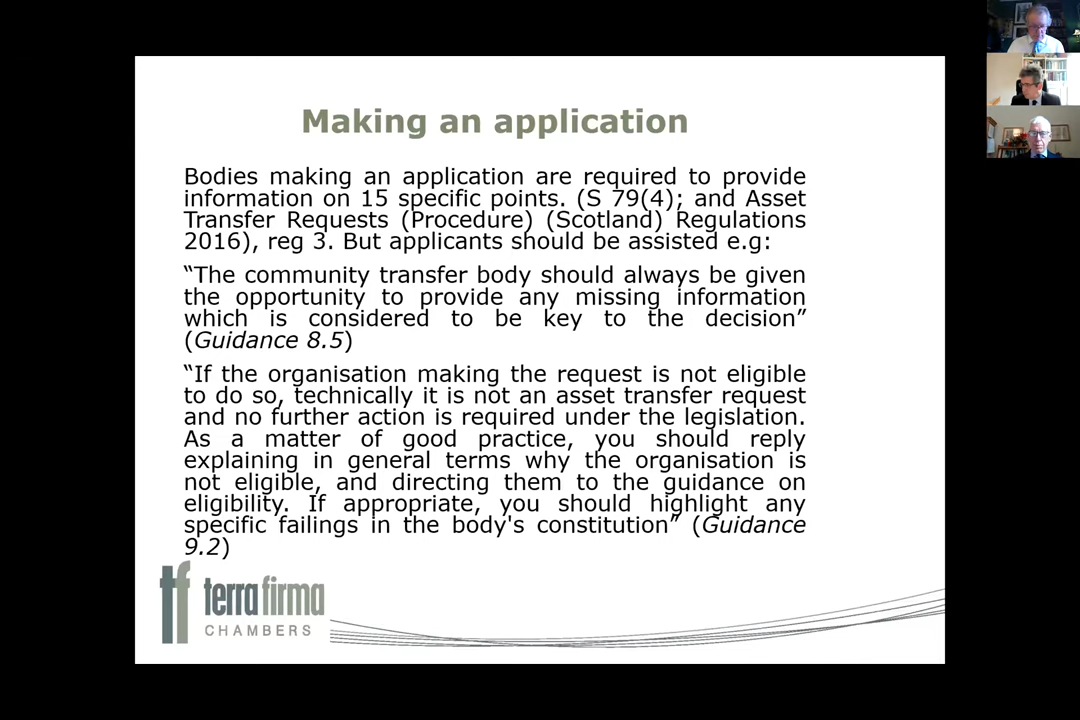 Making an application
Bodies making an application are required to provide
information on 15 specific points. (S 79(4); and Asset
Transfer Requests (Procedure) (Scotland) Regulations
2016), reg 3. But applicants should be assisted e.g:
“The community transfer body should always be given
the opportunity to provide any missing information
which is considered to be key to the decision”
(Guidance 8.5)
“If the organisation making the request is not eligible
to do so, technically it is not an asset transfer request
and no further action is required under the legislation.
As a matter of good practice, you should reply
explaining in general terms why the organisation is
not eligible, and directing them to the guidance on
eligibility. If appropriate, you should highlight any
specific failings in the body's constitution” (Guidance
9.2)
tf terra firma
CHAMBERS